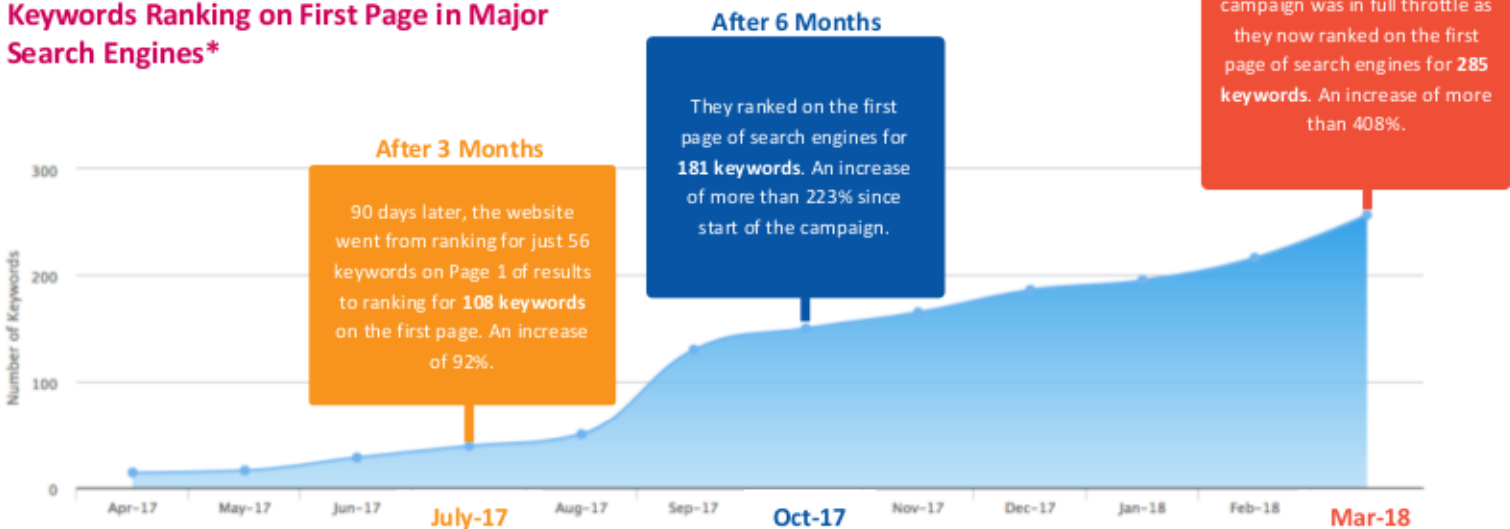 Keywords Ranking on First Page in Major
Search Engines*
After 3 Months
90 days later, the website
went from ranking for just 56
keywords on Page 1 of results
to ranking for 108 keywords
on the first page. An increase
of 92%.
After 6 Months
They ranked on the first
page of search engines for
181 keywords. An increase
of more than 223% since
start of the campaign.
campaign was in full throttle as
they now ranked on the first
page of search engines for 285
keywords. An increase of more
than 408%.
Number of Keywords
300
200
100
0
Apr-17 May-17 Jun-17 July-17 Aug-17 Sep-17 Oct-17 Nov-17 Dec-17 Jan-18 Feb-18 Mar-18